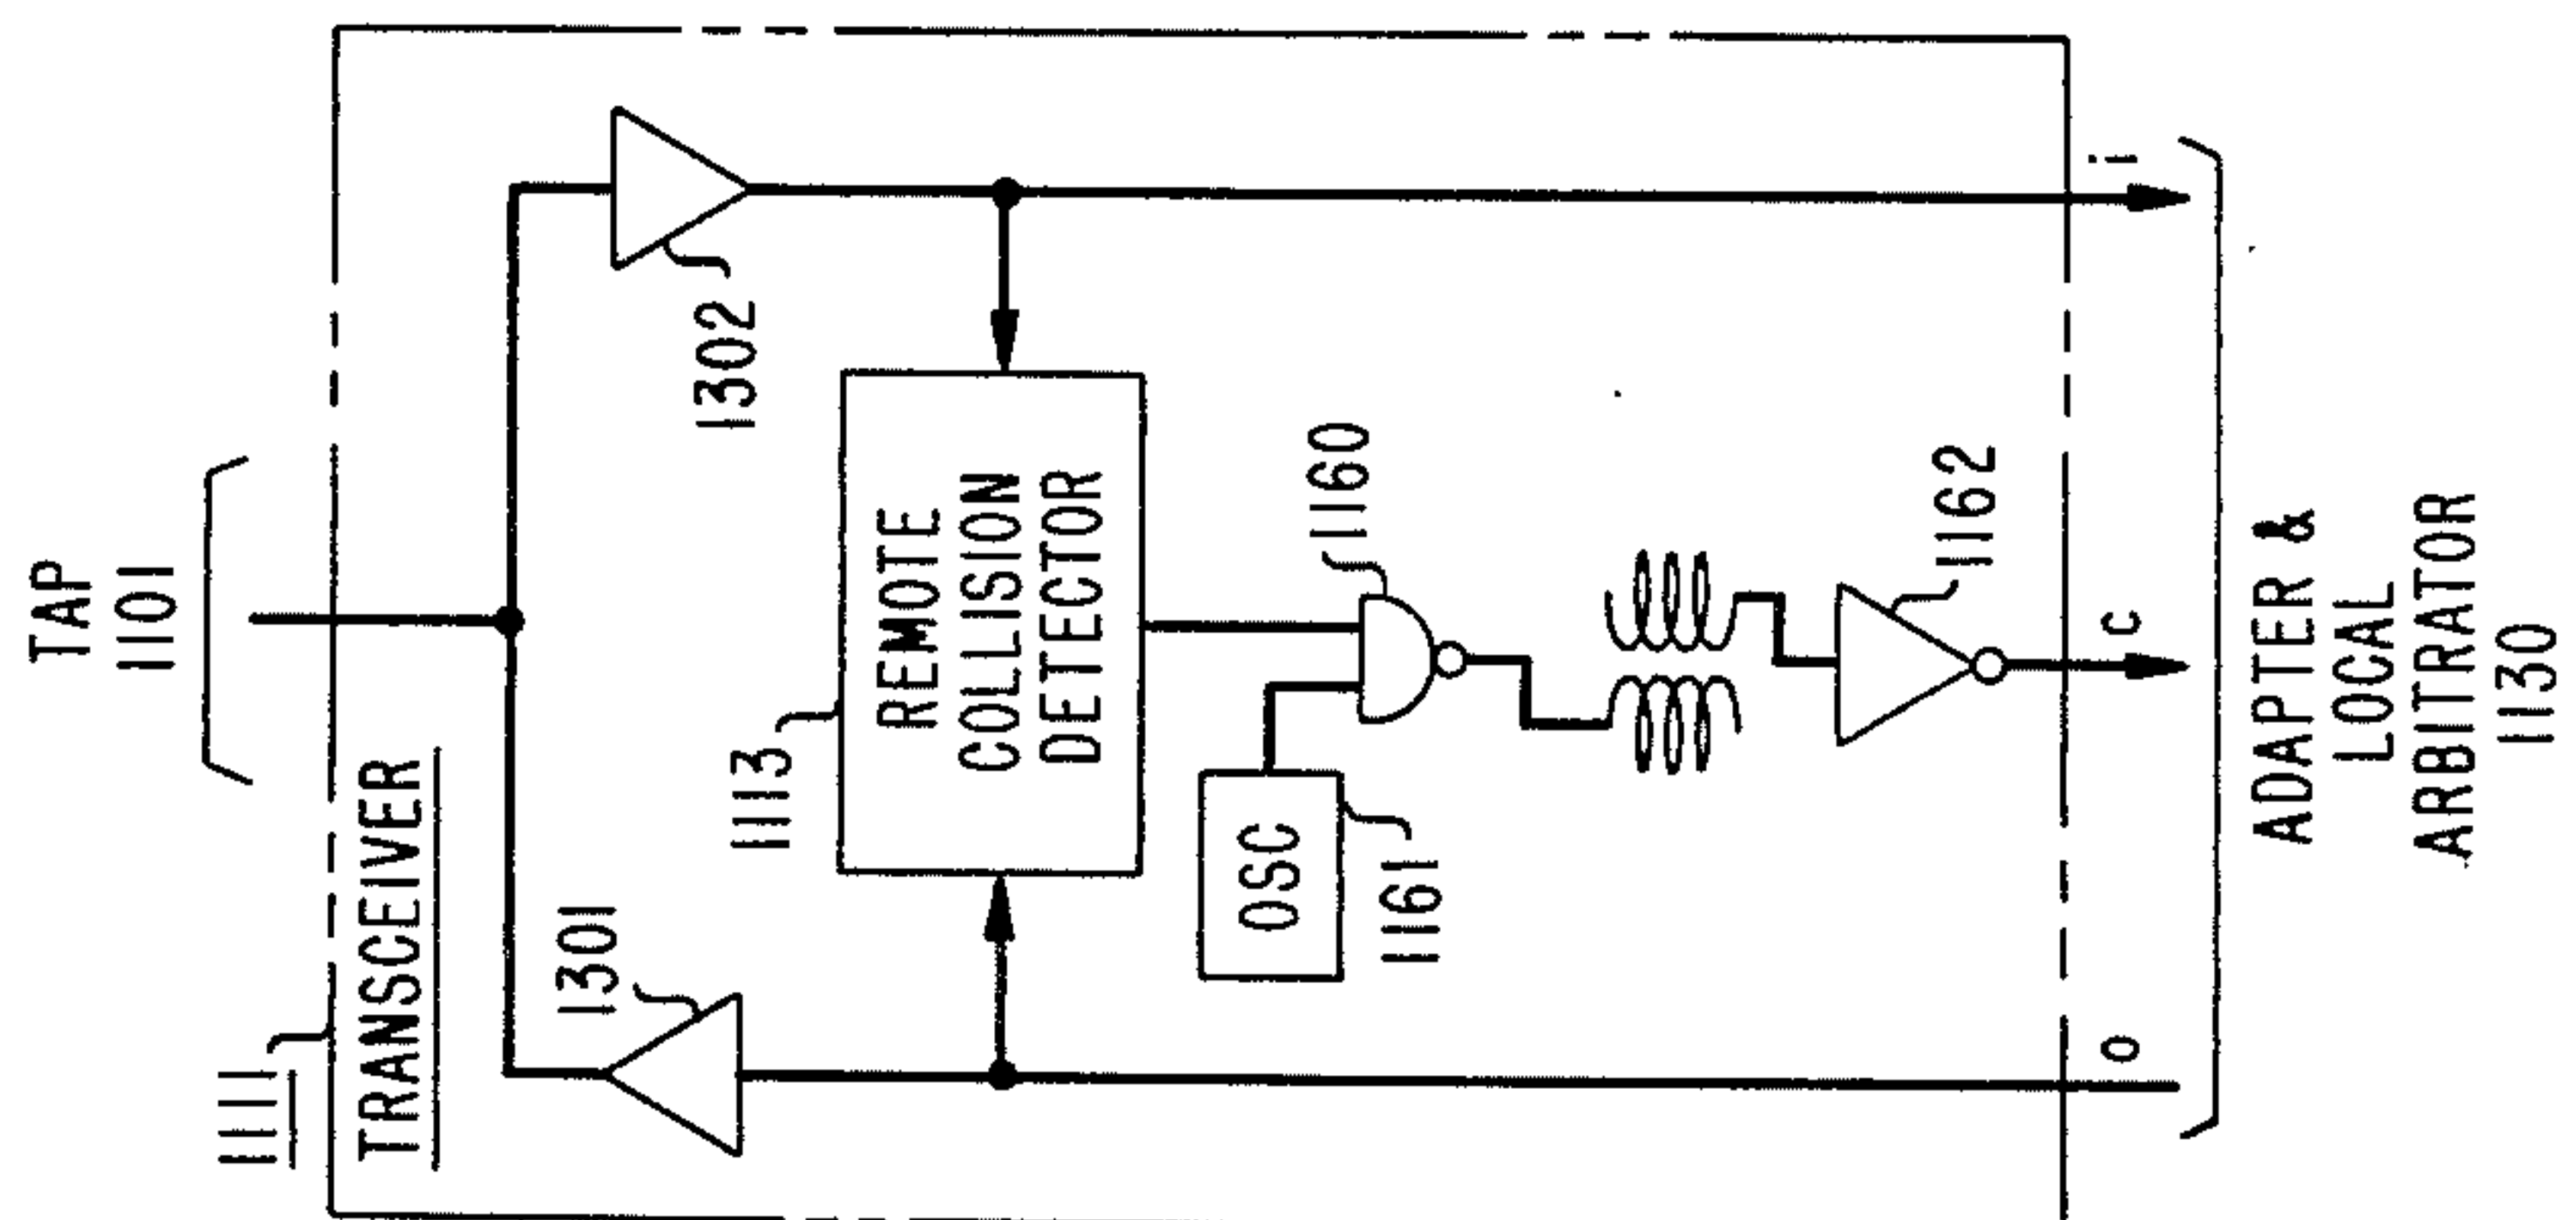 TAP
1101
1111
TRANSCEIVER
1301
1302
1113
REMOTE
COLLISION
DETECTOR
OSC
1161
1160
1162
o
c
i
ADAPTER &
LOCAL
ARBITRATOR
1130